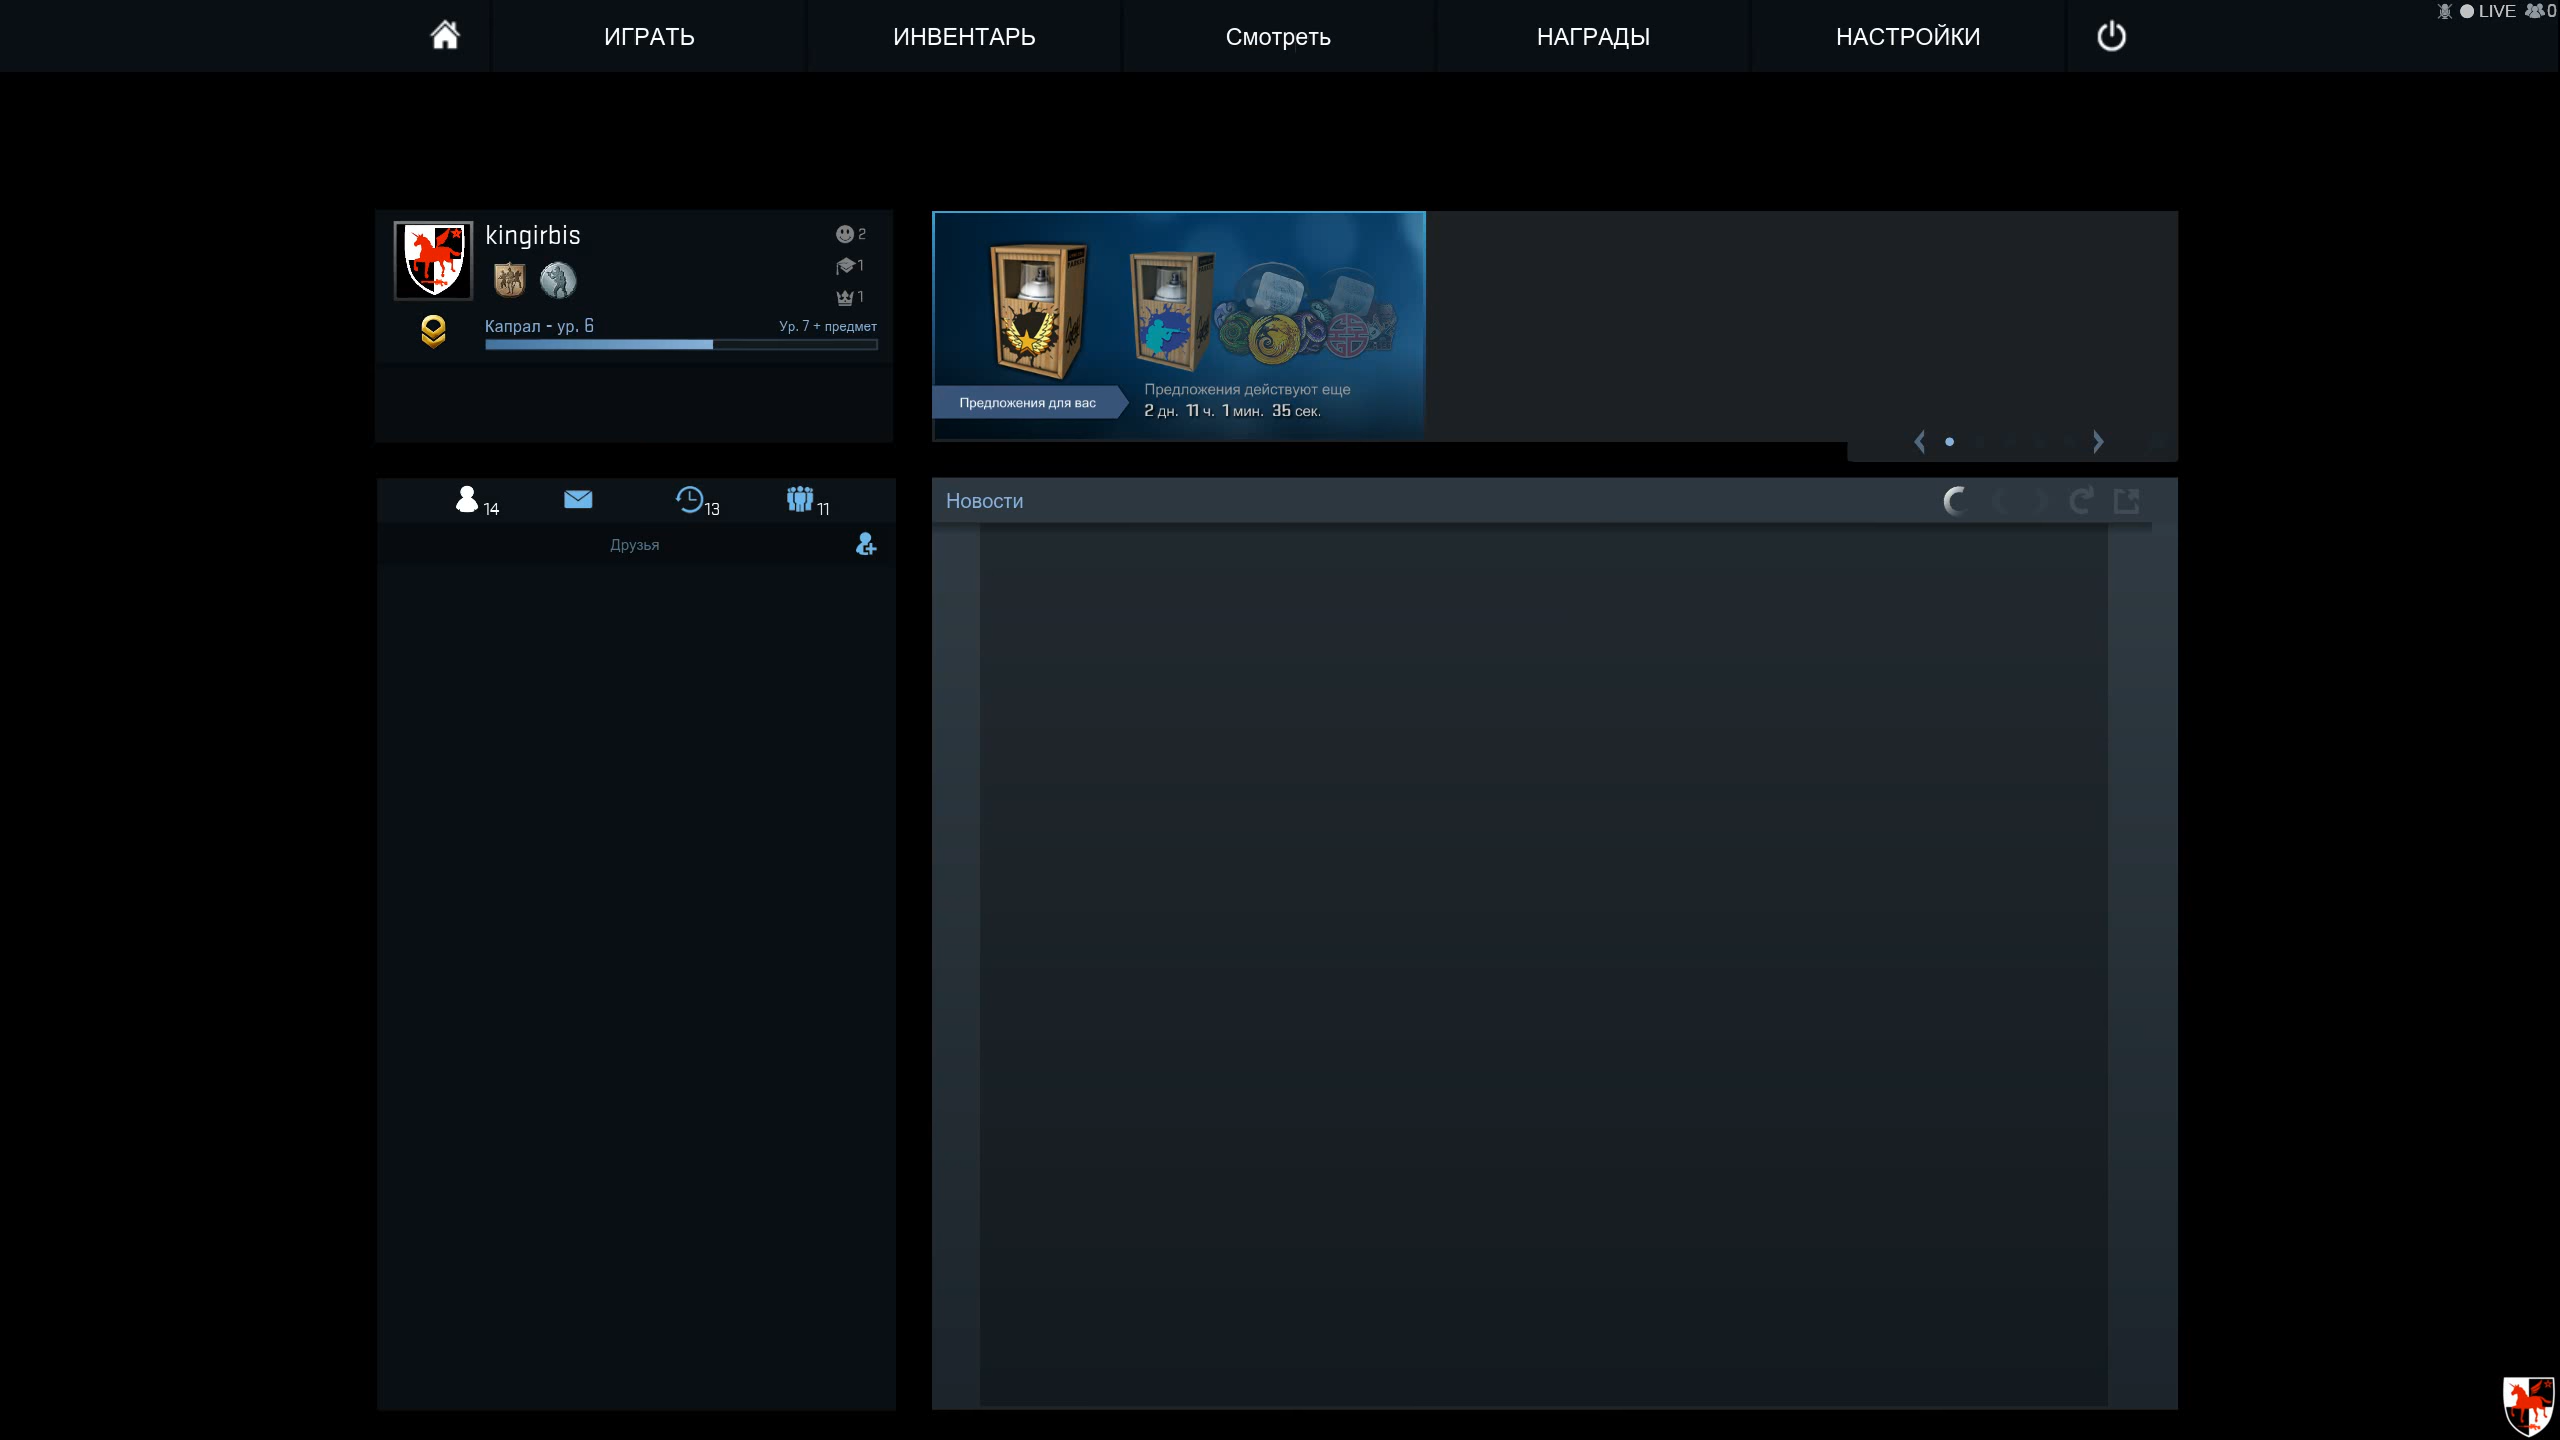 ИГРАТЬ
ИНВЕНТАРЬ
Смотреть
НАГРАДЫ
НАСТРОЙКИ
LIVE 0
kingirbis
2
1
1
Капрал - ур. 6
Ур. 7 + предмет
Предложения для вас
Предложения действуют еще
2 дн. 11 ч. 1 мин. 35 сек.
14
13
11
Друзья
Новости